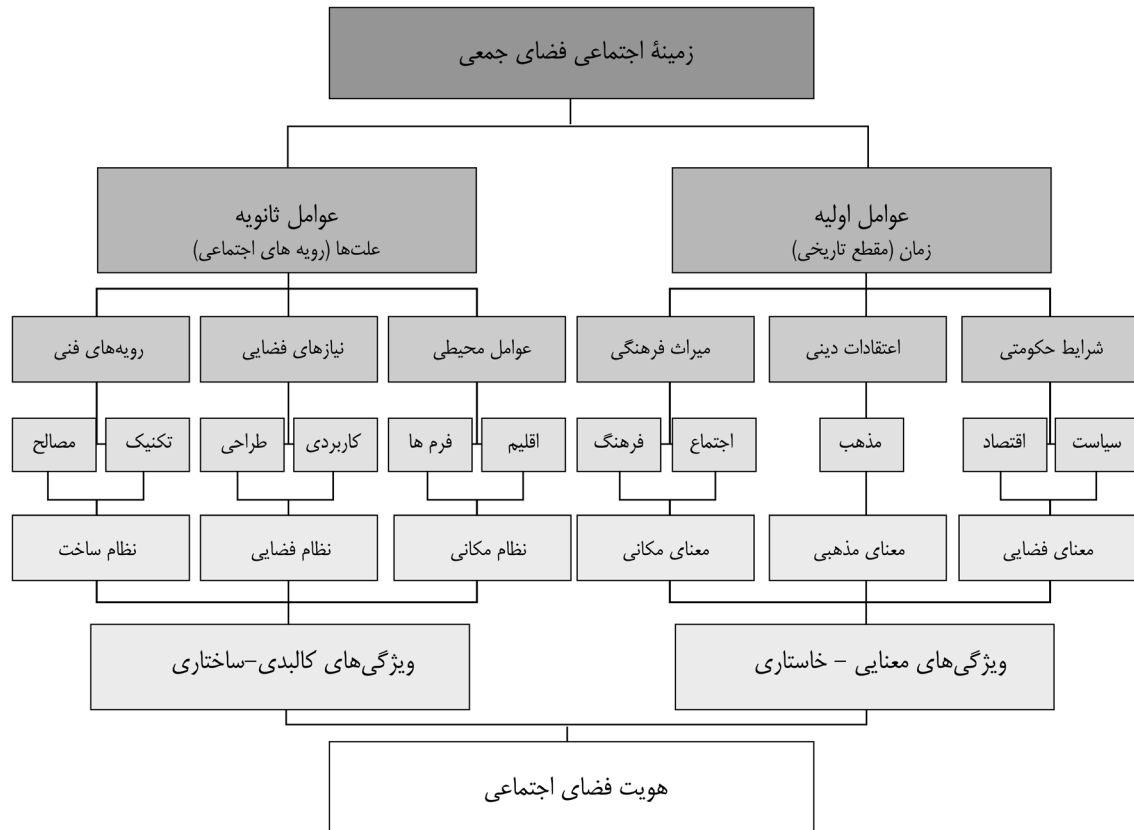 زمینهٔ اجتماعی فضای جمعی
عوامل اولیه
زمان (مقطع تاریخی)
عوامل ثانویه
علت‌ها (رویه های اجتماعی)
شرایط حکومتی
اعتقادات دینی
میراث فرهنگی
عوامل محیطی
نیازهای فضایی
رویه‌های فنی
سیاست
اقتصاد
مذهب
اجتماع
فرهنگ
اقلیم
فرم ها
کاربردی
طراحی
تکنیک
مصالح
معنای فضایی
معنای مذهبی
معنای مکانی
نظام مکانی
نظام فضایی
نظام ساخت
ویژگی‌های معنایی – خاستاری
ویژگی‌های کالبدی–ساختاری
هویت فضای اجتماعی